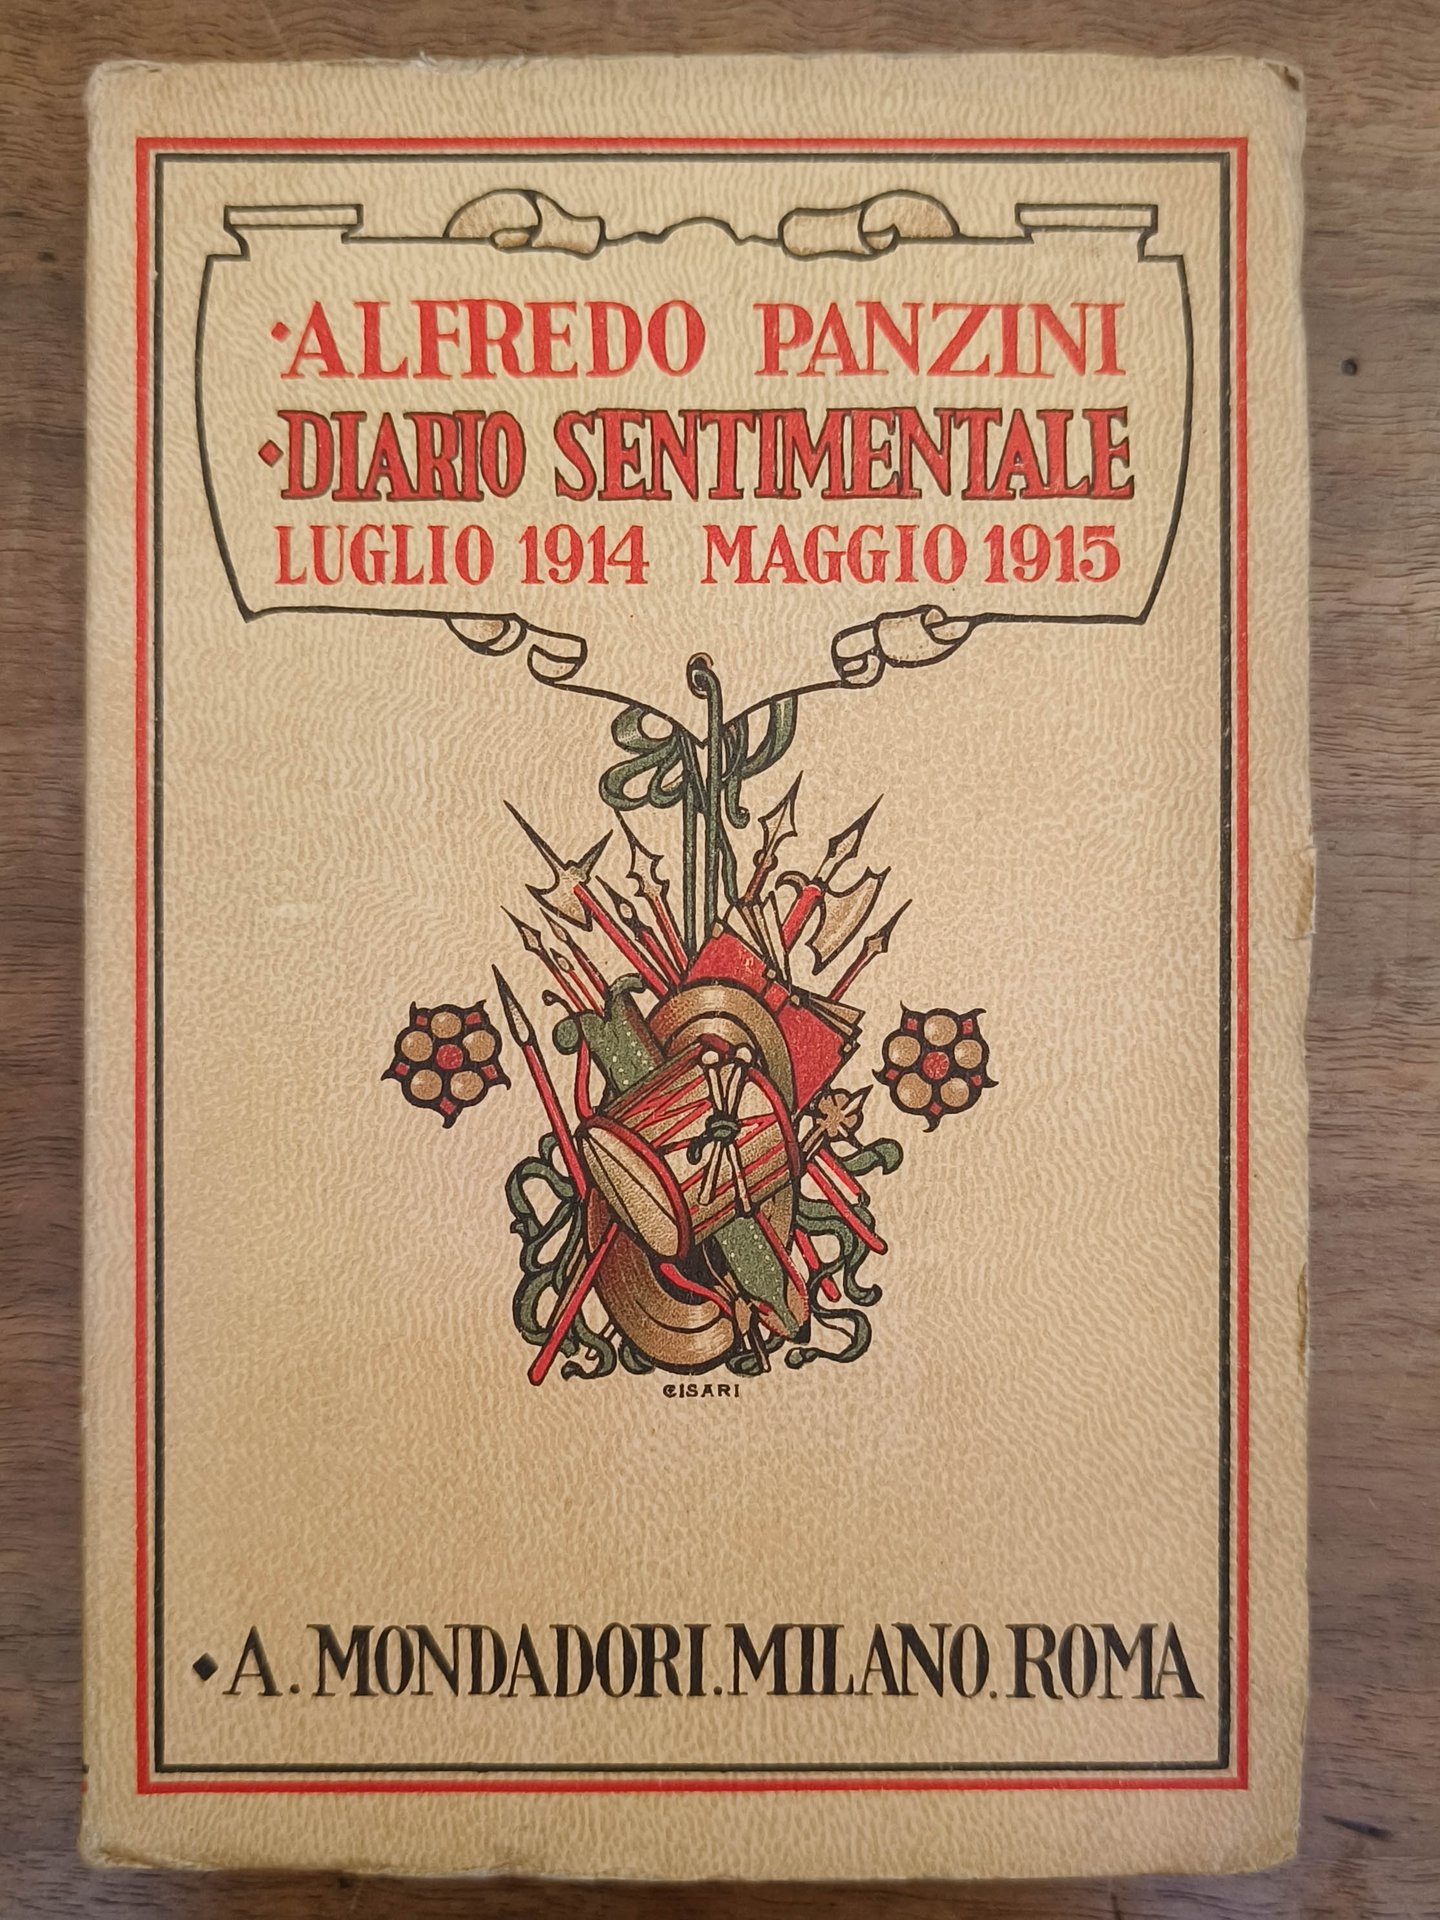 ALFREDO PANZINI
DIARIO SENTIMENTALE
LUGLIO 1914 MAGGIO 1915
CISARI
A. MONDADORI. MILANO. ROMA